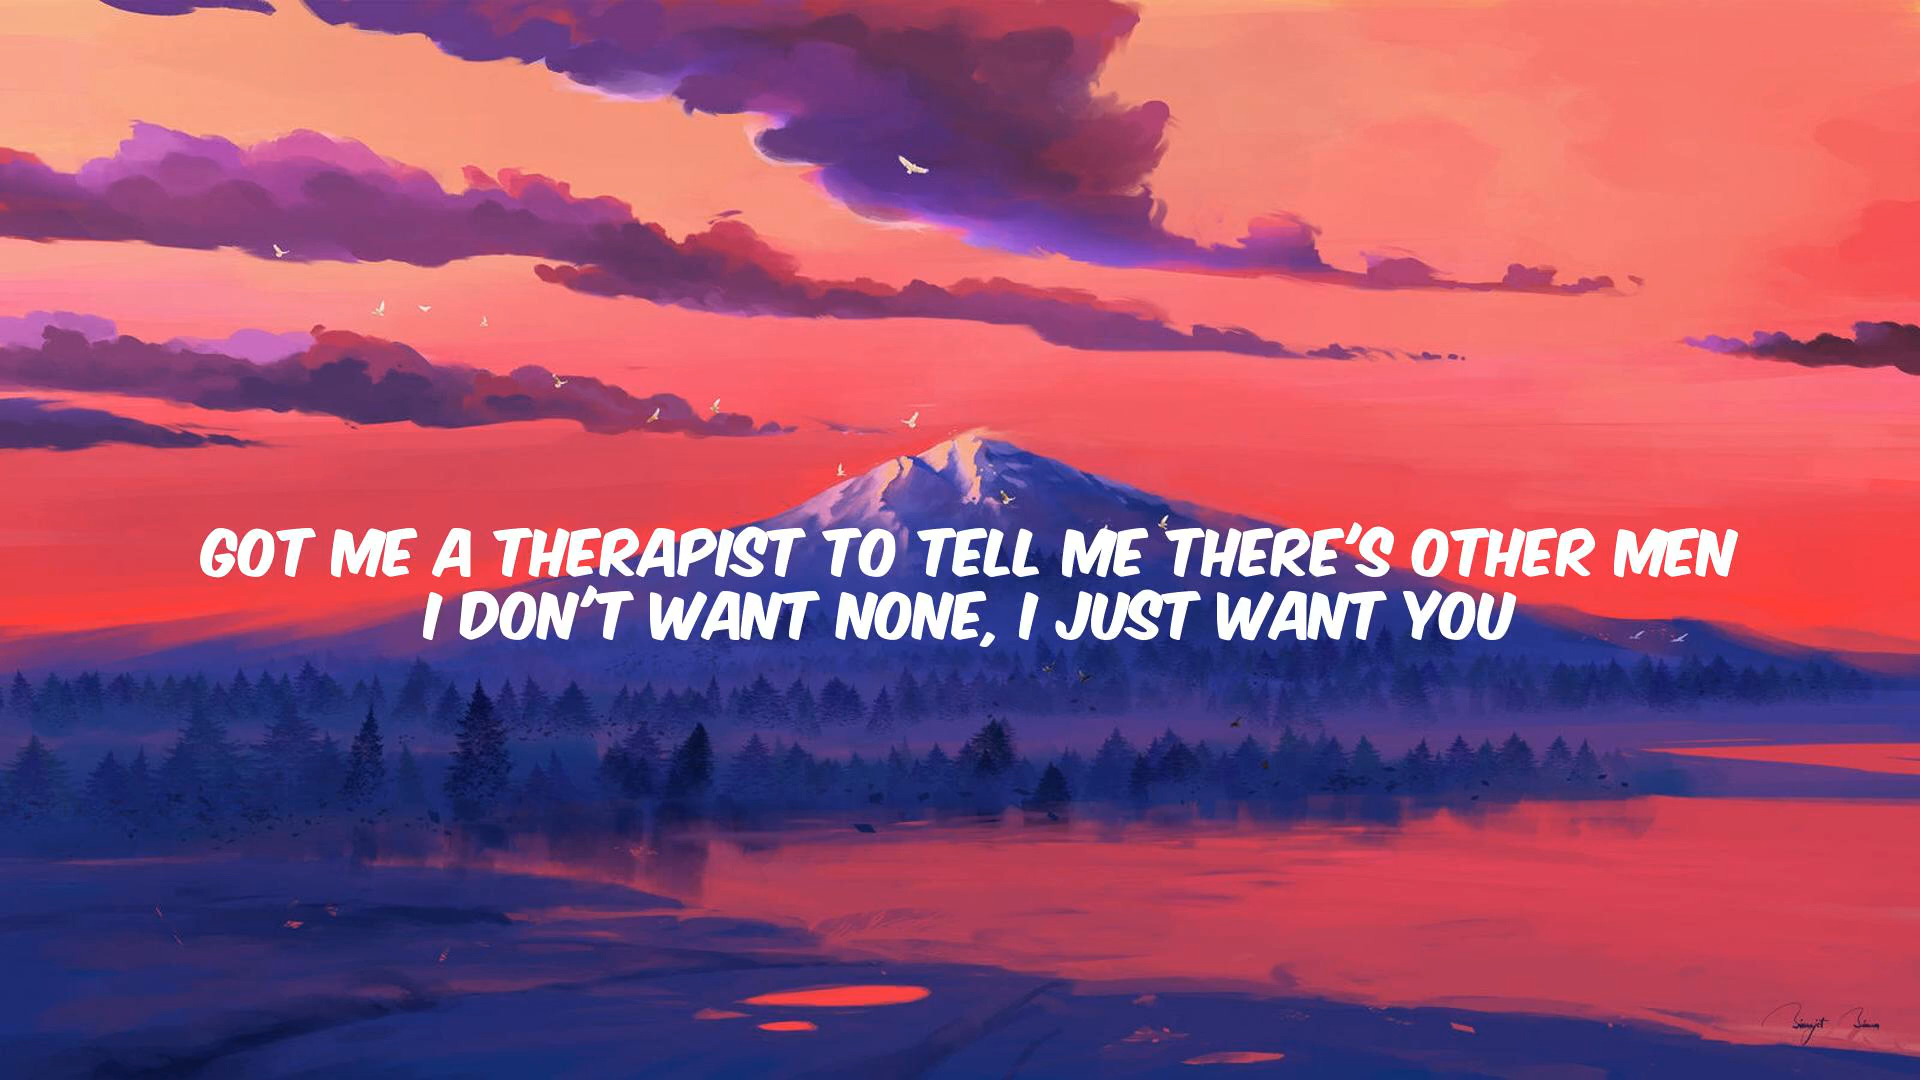 GOT ME A THERAPIST TO TELL ME THERE'S OTHER MEN
I DON'T WANT NONE, I JUST WANT YOU